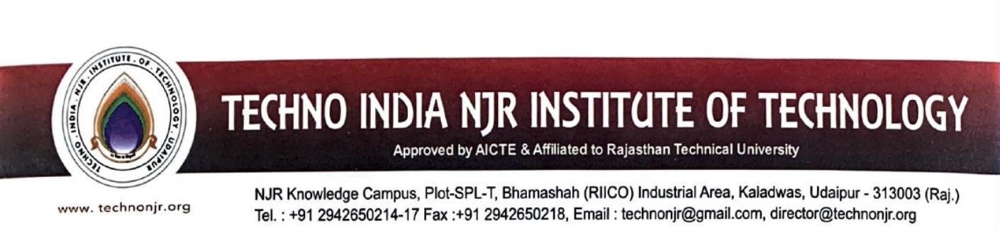 TECHNO . INDIA . NJR . INSTITUTE . OF . TECHNOLOGY . UDAIPUR
TECHNO INDIA NJR INSTITUTE OF TECHNOLOGY
Approved by AICTE & Affiliated to Rajasthan Technical University
NJR Knowledge Campus, Plot-SPL-T, Bhamashah (RIICO) Industrial Area, Kaladwas, Udaipur - 313003 (Raj.)
www. technonjr.org
Tel. : +91 2942650214-17 Fax :+91 2942650218, Email : technonjr@gmail.com, director@technonjr.org